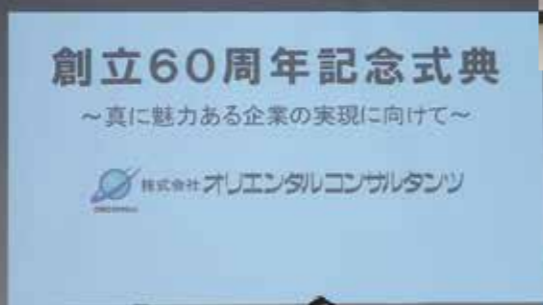 創立60周年記念式典
～真に魅力ある企業の実現に向けて～
株式会社オリエンタルコンサルタンツ